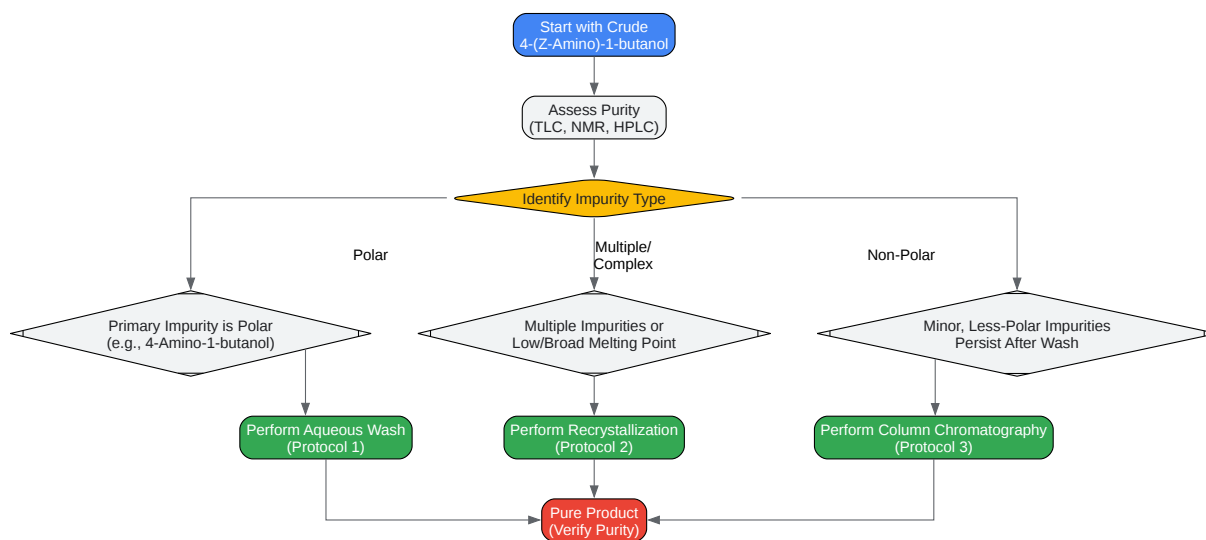 Start with Crude
4-(Z-Amino)-1-butanol
Assess Purity
(TLC, NMR, HPLC)
Identify Impurity Type
Polar
Multiple/
Complex
Non-Polar
Primary Impurity is Polar
(e.g., 4-Amino-1-butanol)
Multiple Impurities or
Low/Broad Melting Point
Minor, Less-Polar Impurities
Persist After Wash
Perform Aqueous Wash
(Protocol 1)
Perform Recrystallization
(Protocol 2)
Perform Column Chromatography
(Protocol 3)
Pure Product
(Verify Purity)